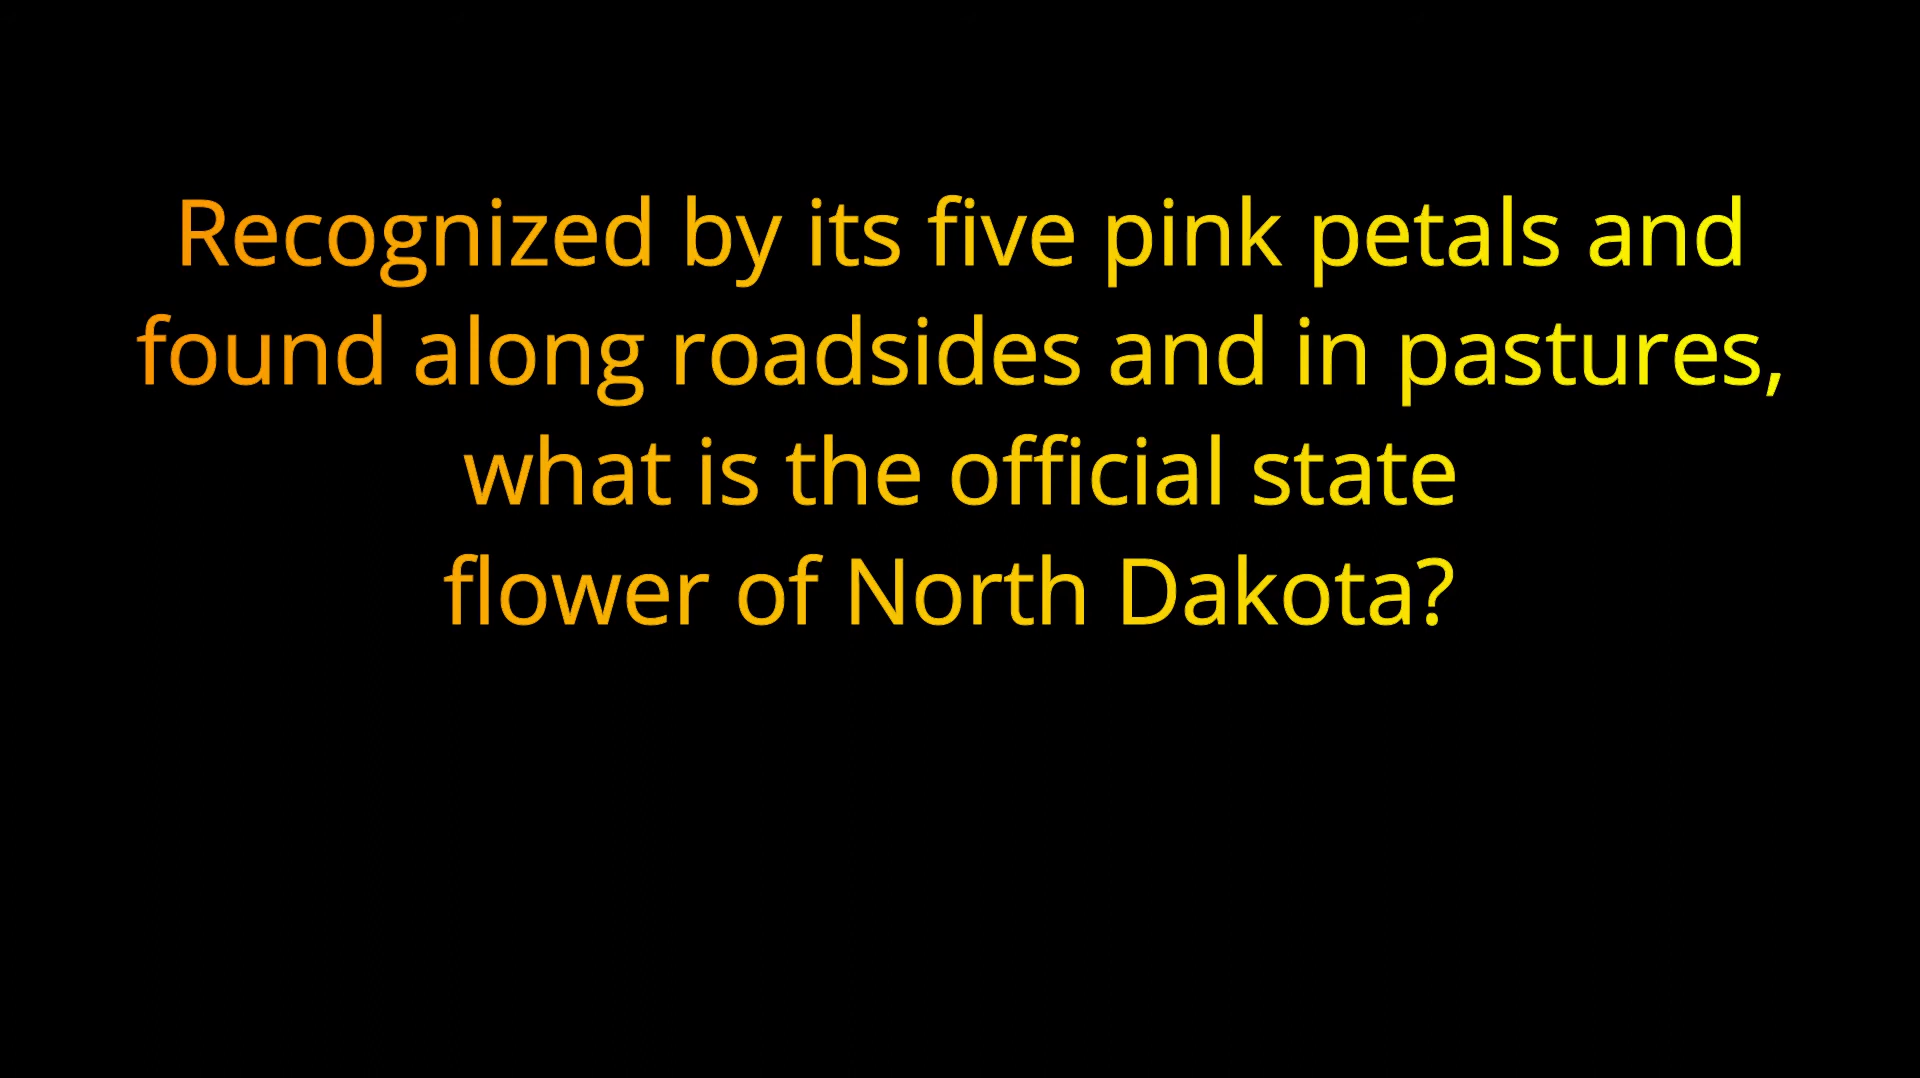 Recognized by its five pink petals and
found along roadsides and in pastures,
what is the official state
flower of North Dakota?